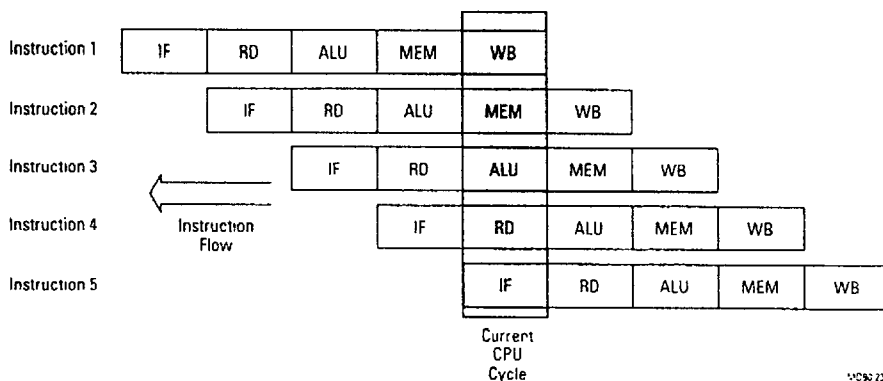 Instruction 1 IF RD ALU MEM WB
Instruction 2 IF RD ALU MEM WB
Instruction 3 IF RD ALU MEM WB
Instruction Flow
Instruction 4 IF RD ALU MEM WB
Instruction 5 IF RD ALU MEM WB
Current
CPU
Cycle